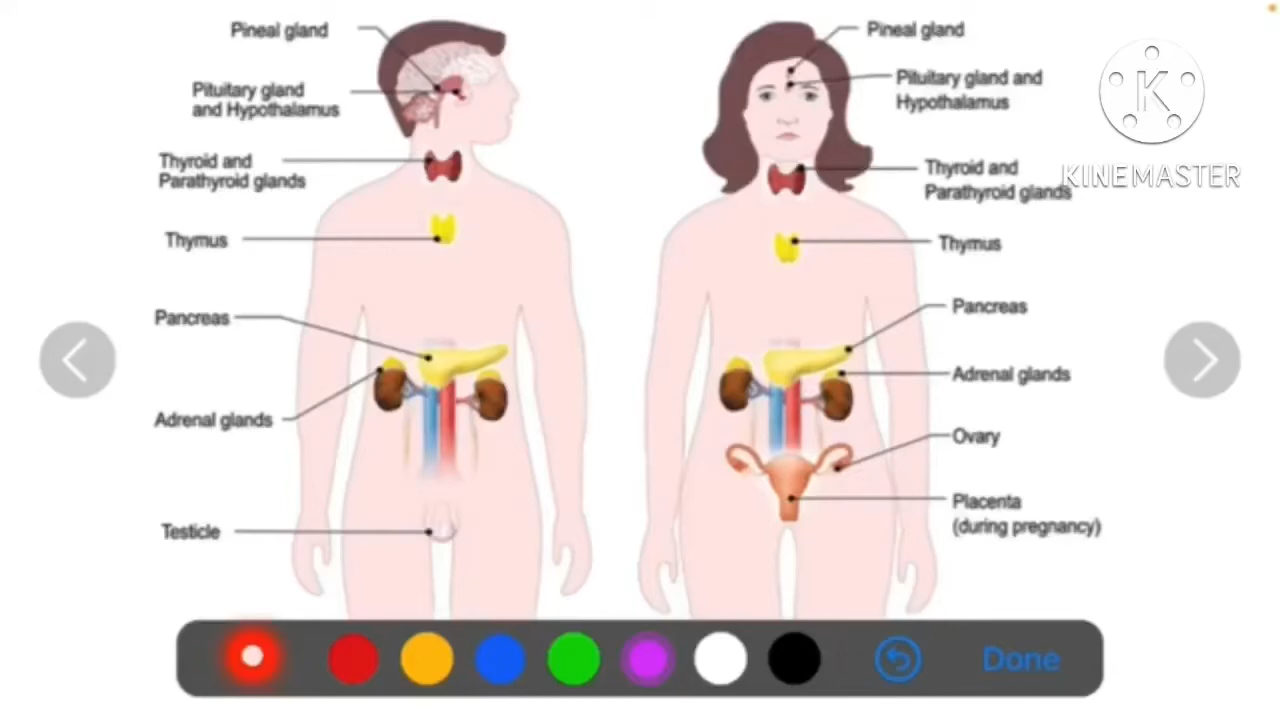 Pineal gland
Pituitary gland
and Hypothalamus
Thyroid and
Parathyroid glands
Thymus
Pancreas
Adrenal glands
Testicle
Pineal gland
Pituitary gland and
Hypothalamus
Thyroid and
Parathyroid glands
Thymus
Pancreas
Adrenal glands
Ovary
Placenta
(during pregnancy)
K
KINEMASTER
Done